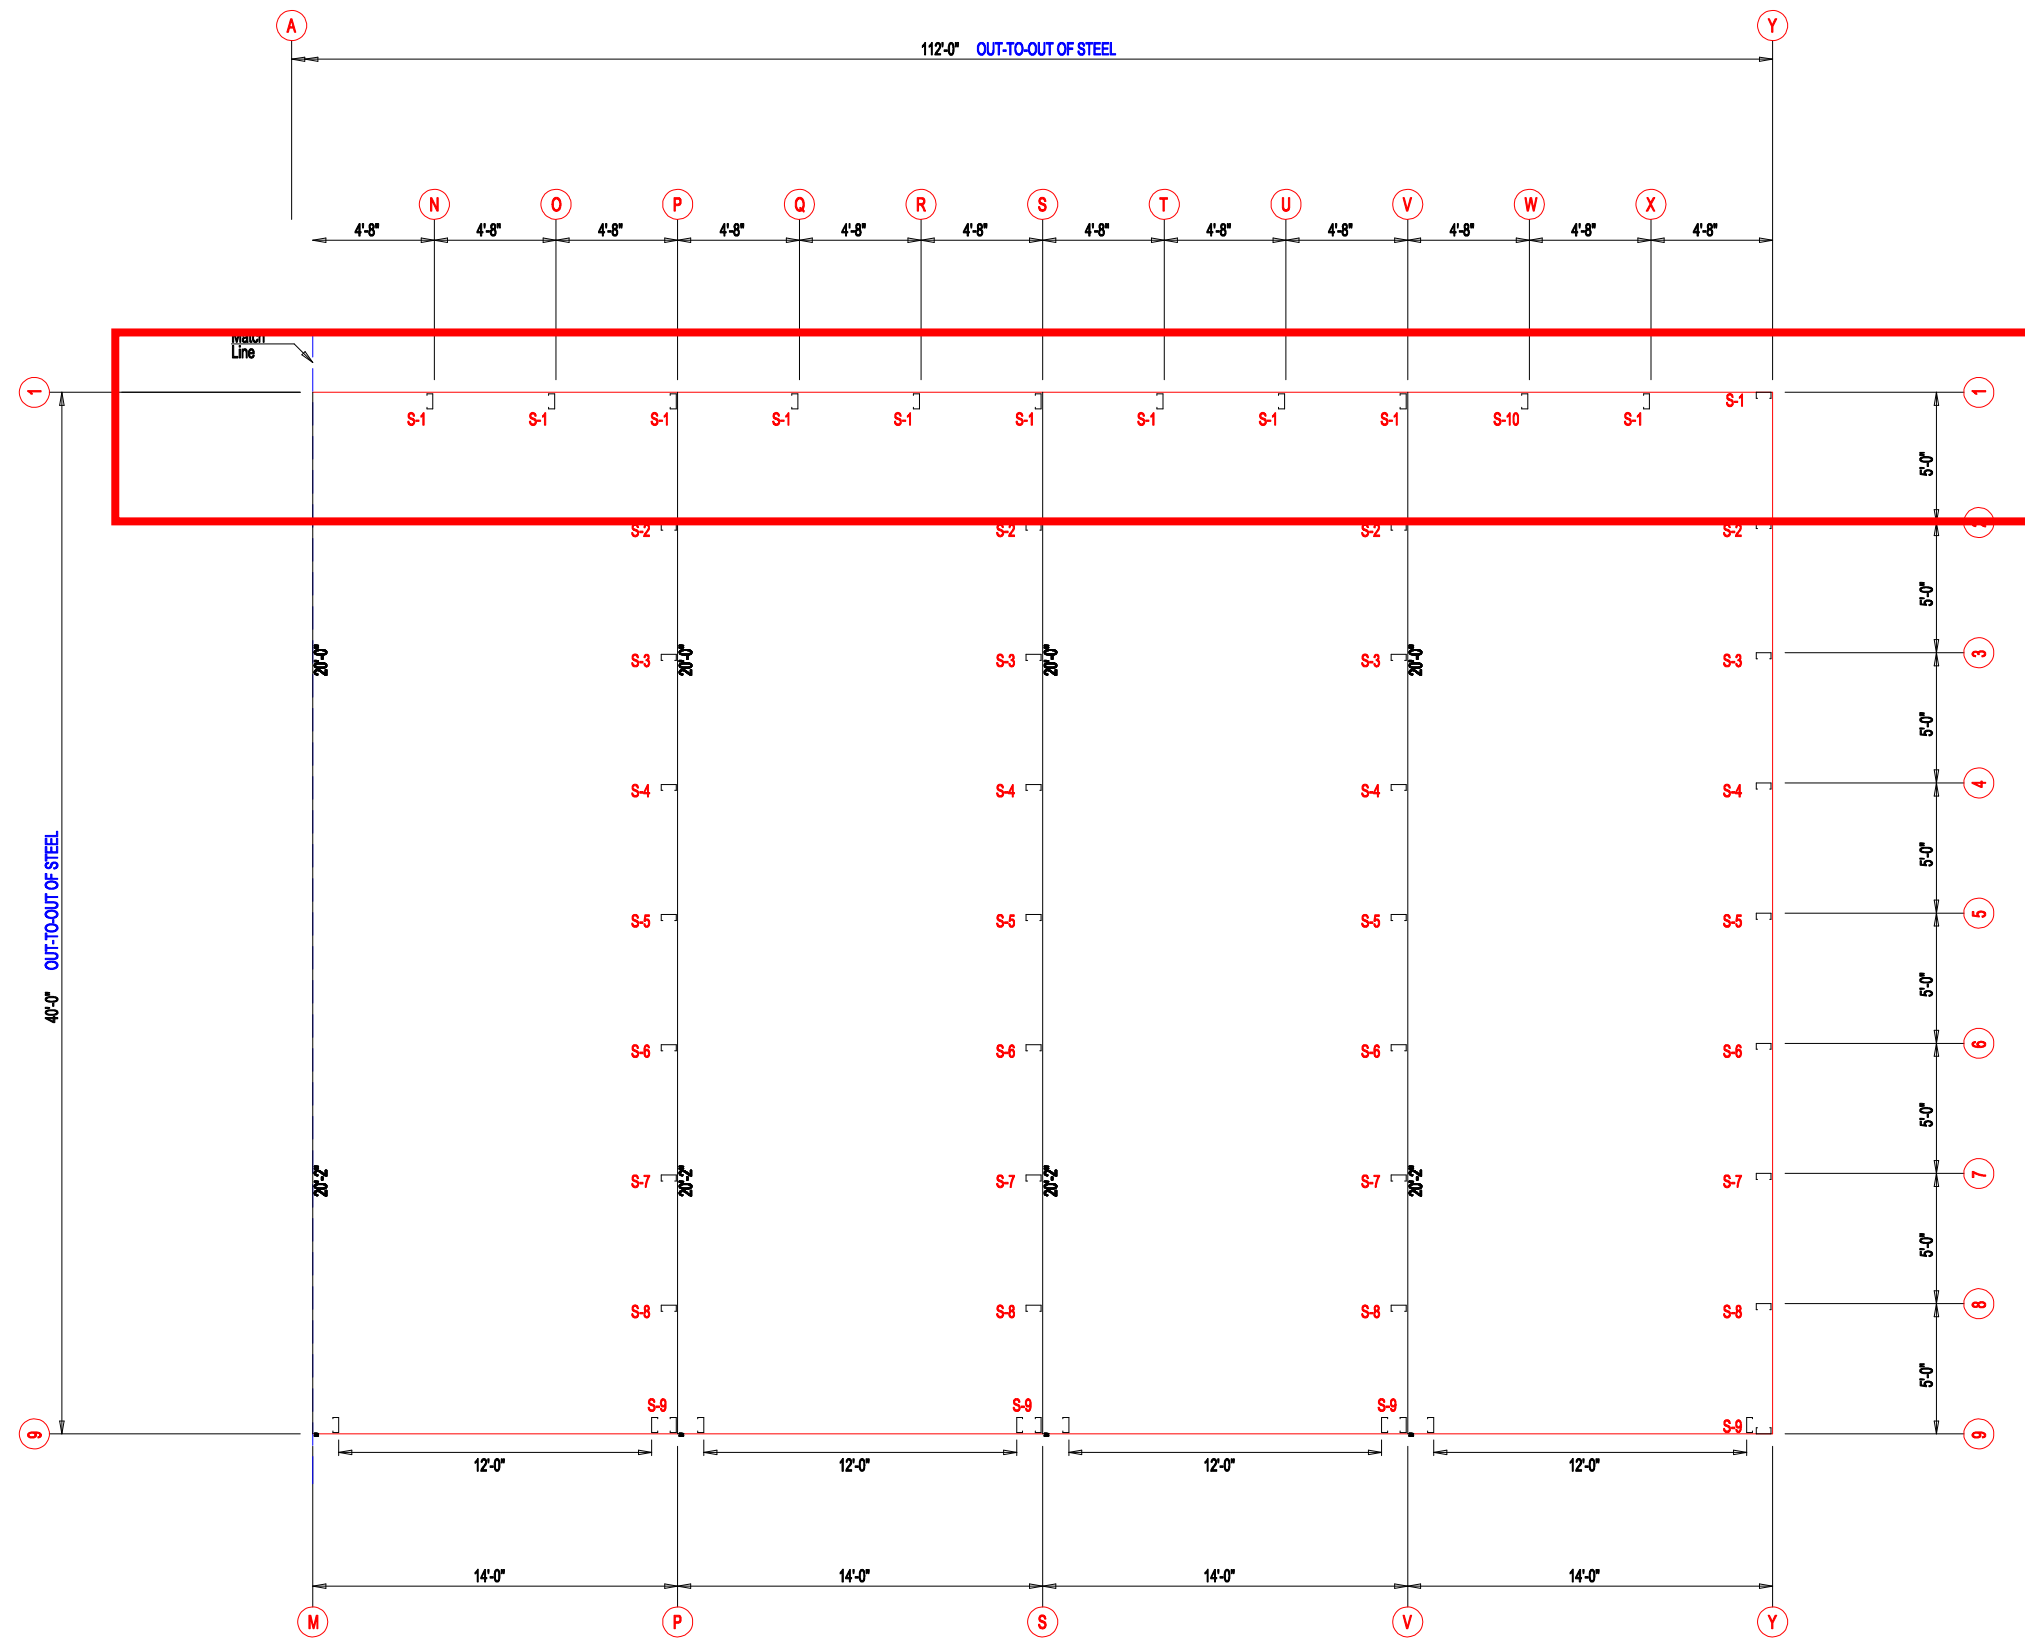 A Y
112'-0" OUT-TO-OUT OF STEEL
N O P Q R S T U V W X
4'-8" 4'-8" 4'-8" 4'-8" 4'-8" 4'-8" 4'-8" 4'-8" 4'-8" 4'-8" 4'-8" 4'-8"
Match
Line
1 1
S-1
S-1 S-1 S-1 S-1 S-1 S-1 S-1 S-1 S-1 S-10 S-1
5'-0"
2
S-2 S-2 S-2 S-2
5'-0"
20'-0" 20'-0" 20'-0" 20'-0"
S-3 S-3 S-3 S-3 3
5'-0"
S-4 S-4 S-4 S-4 4
5'-0"
40'-0" OUT-TO-OUT OF STEEL
S-5 S-5 S-5 S-5 5
5'-0"
S-6 S-6 S-6 S-6 6
5'-0"
20'-2" 20'-2" 20'-2" 20'-2"
S-7 S-7 S-7 S-7 7
5'-0"
S-8 S-8 S-8 S-8 8
5'-0"
S-9 S-9 S-9 S-9
9 9
12'-0" 12'-0" 12'-0" 12'-0"
14'-0" 14'-0" 14'-0" 14'-0"
M P S V Y